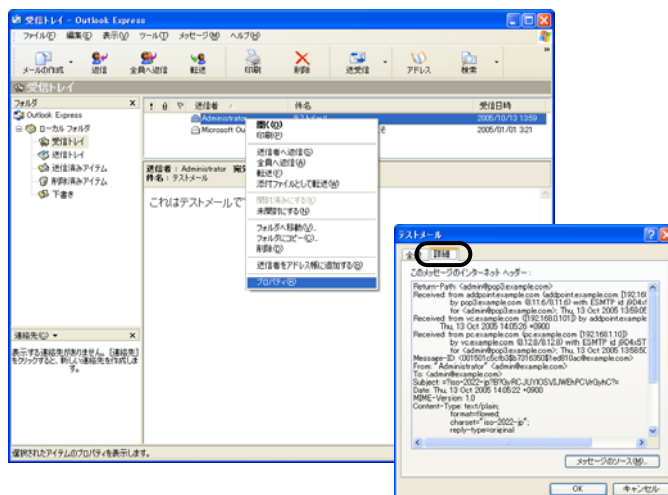 受信トレイ - Outlook Express
ファイル(F) 編集(E) 表示(V) ツール(T) メッセージ(M) ヘルプ(H)
メールの作成 返信 全員へ返信 転送 印刷 削除 送受信 アドレス 検索
受信トレイ
フォルダ ×
Outlook Express
ローカル フォルダ
受信トレイ
送信トレイ
送信済みアイテム
削除済みアイテム
下書き
! 送信者 件名 受信日時
Administrator テストメール 2005/10/13 13:59
Microsoft Ou 2005/01/01 3:21
送信者: Administrator
件名: テストメール
これはテストメールで
開く(O)
印刷(P)
送信者へ返信(S)
全員へ返信(A)
転送(F)
添付ファイルとして転送(W)
開封済みにする(K)
未開封にする(N)
フォルダへ移動(V)...
フォルダにコピー(C)...
削除(D)
送信者をアドレス帳に追加する(B)
プロパティ(R)
連絡先(C) ×
表示する連絡先がありません。[連絡先]
をクリックすると、新しい連絡先を作成しま
す。
選択されたアイテムのプロパティを表示します。
テストメール
詳細
このメッセージのインターネット ヘッダー:
Return-Path: <admin@pop3.example.com>
Received: from addpoint.example.com (addpoint.example.com [192.16
by pop3.example.com (8.11.6/8.11.6) with ESMTP id
for <admin@pop3.example.com>; Thu, 13 Oct 2005
Received: from vc.example.com ([192.168.0.101]) by addpoint.example
Thu, 13 Oct 2005 14:05:26 +0900
Received: from pc.example.com (pc.example.com [192.168.1.10])
by vc.example.com (8.12.8/8.12.8) with ESMTP id
for <admin@pop3.example.com>; Thu, 13 Oct 2005
Message-ID:
From: "Administrator" <admin@example.com>
To: <admin@example.com>
Subject:
Date: Thu, 13 Oct 2005 14:05:22 +0900
MIME-Version: 1.0
Content-Type: text/plain;
format=flowed;
charset="iso-2022-jp";
reply-type=original
メッセージのソース(M)...
OK キャンセル